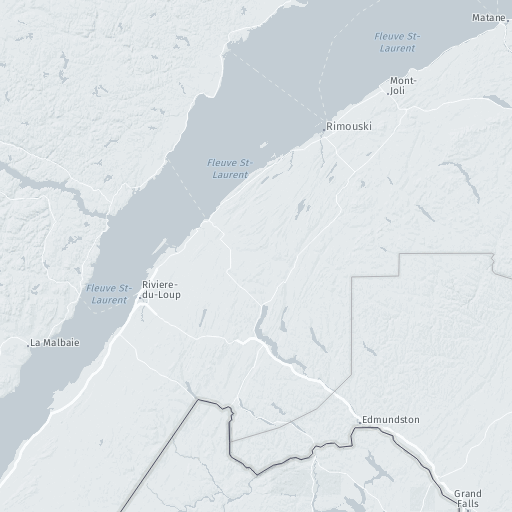 Matane
Fleuve St-
Laurent
Mont-
Joli
Rimouski
Fleuve St-
Laurent
Riviere-
du-Loup
Fleuve St-
Laurent
La Malbaie
Edmundston
Grand
Falls